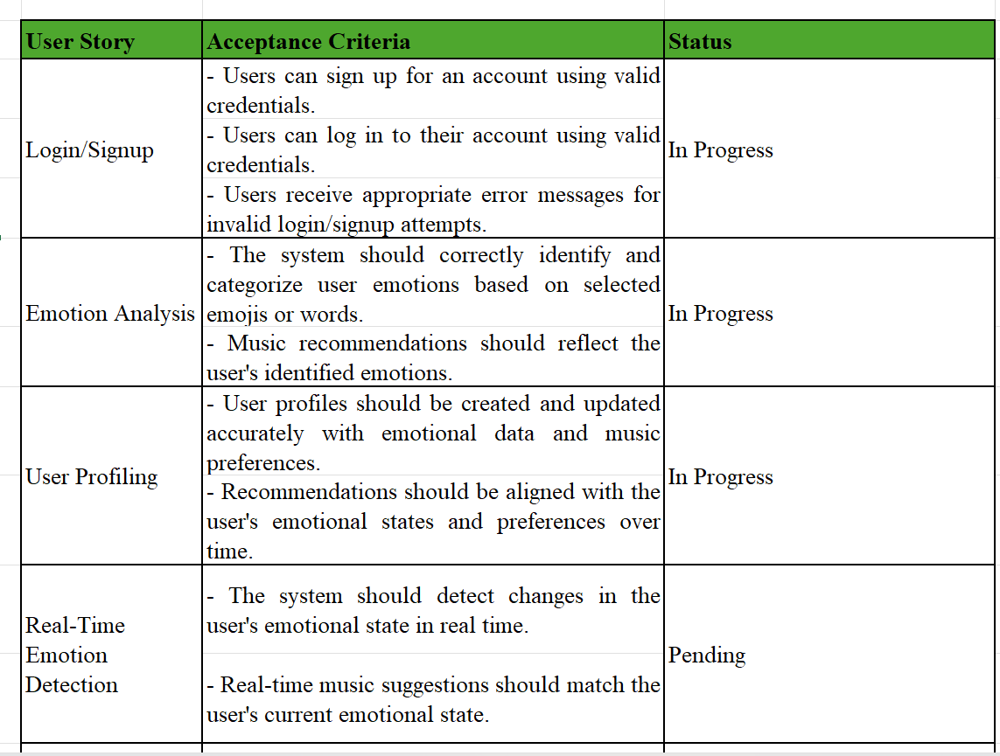 User Story Acceptance Criteria Status
Login/Signup
- Users can sign up for an account using valid
credentials.
- Users can log in to their account using valid
credentials.
- Users receive appropriate error messages for
invalid login/signup attempts.
In Progress
Emotion Analysis
- The system should correctly identify and
categorize user emotions based on selected
emojis or words.
- Music recommendations should reflect the
user's identified emotions.
In Progress
User Profiling
- User profiles should be created and updated
accurately with emotional data and music
preferences.
- Recommendations should be aligned with the
user's emotional states and preferences over
time.
In Progress
Real-Time
Emotion
Detection
- The system should detect changes in the
user's emotional state in real time.
- Real-time music suggestions should match the
user's current emotional state.
Pending